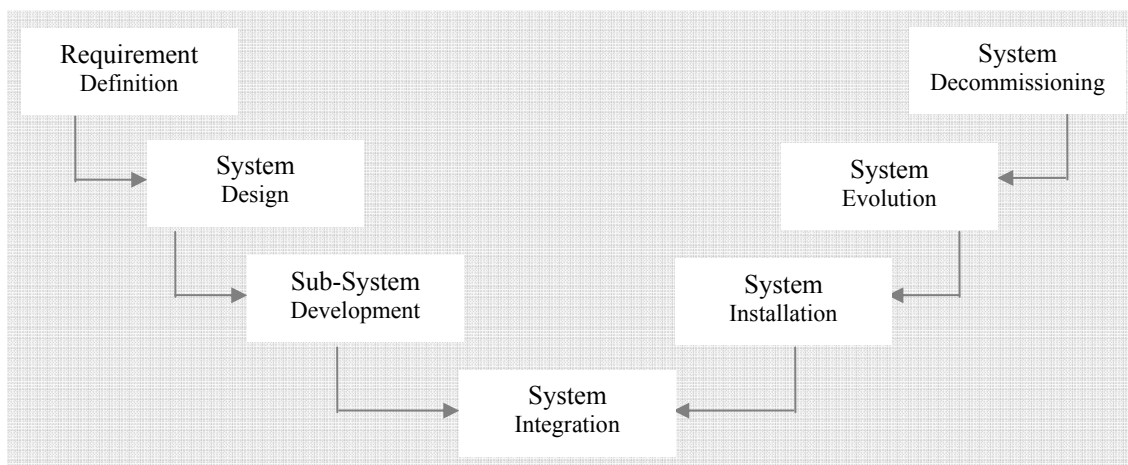 Requirement
Definition
System
Decommissioning
System
Design
System
Evolution
Sub-System
Development
System
Installation
System
Integration